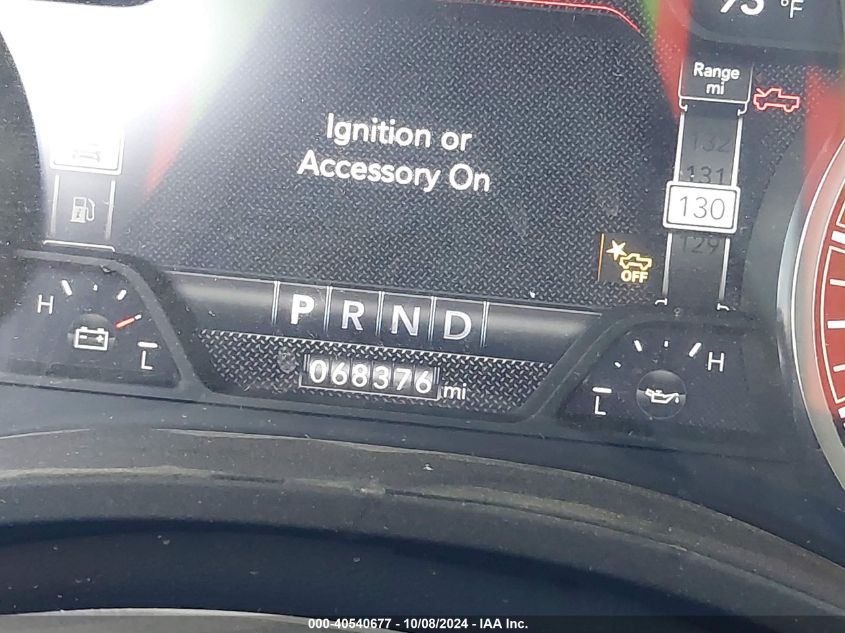 °F
Range
mi
132
131
130
129
Ignition or
Accessory On
OFF
H
L
P R N D
068376 mi
H
L
000-40540677 - 10/08/2024 - IAA Inc.